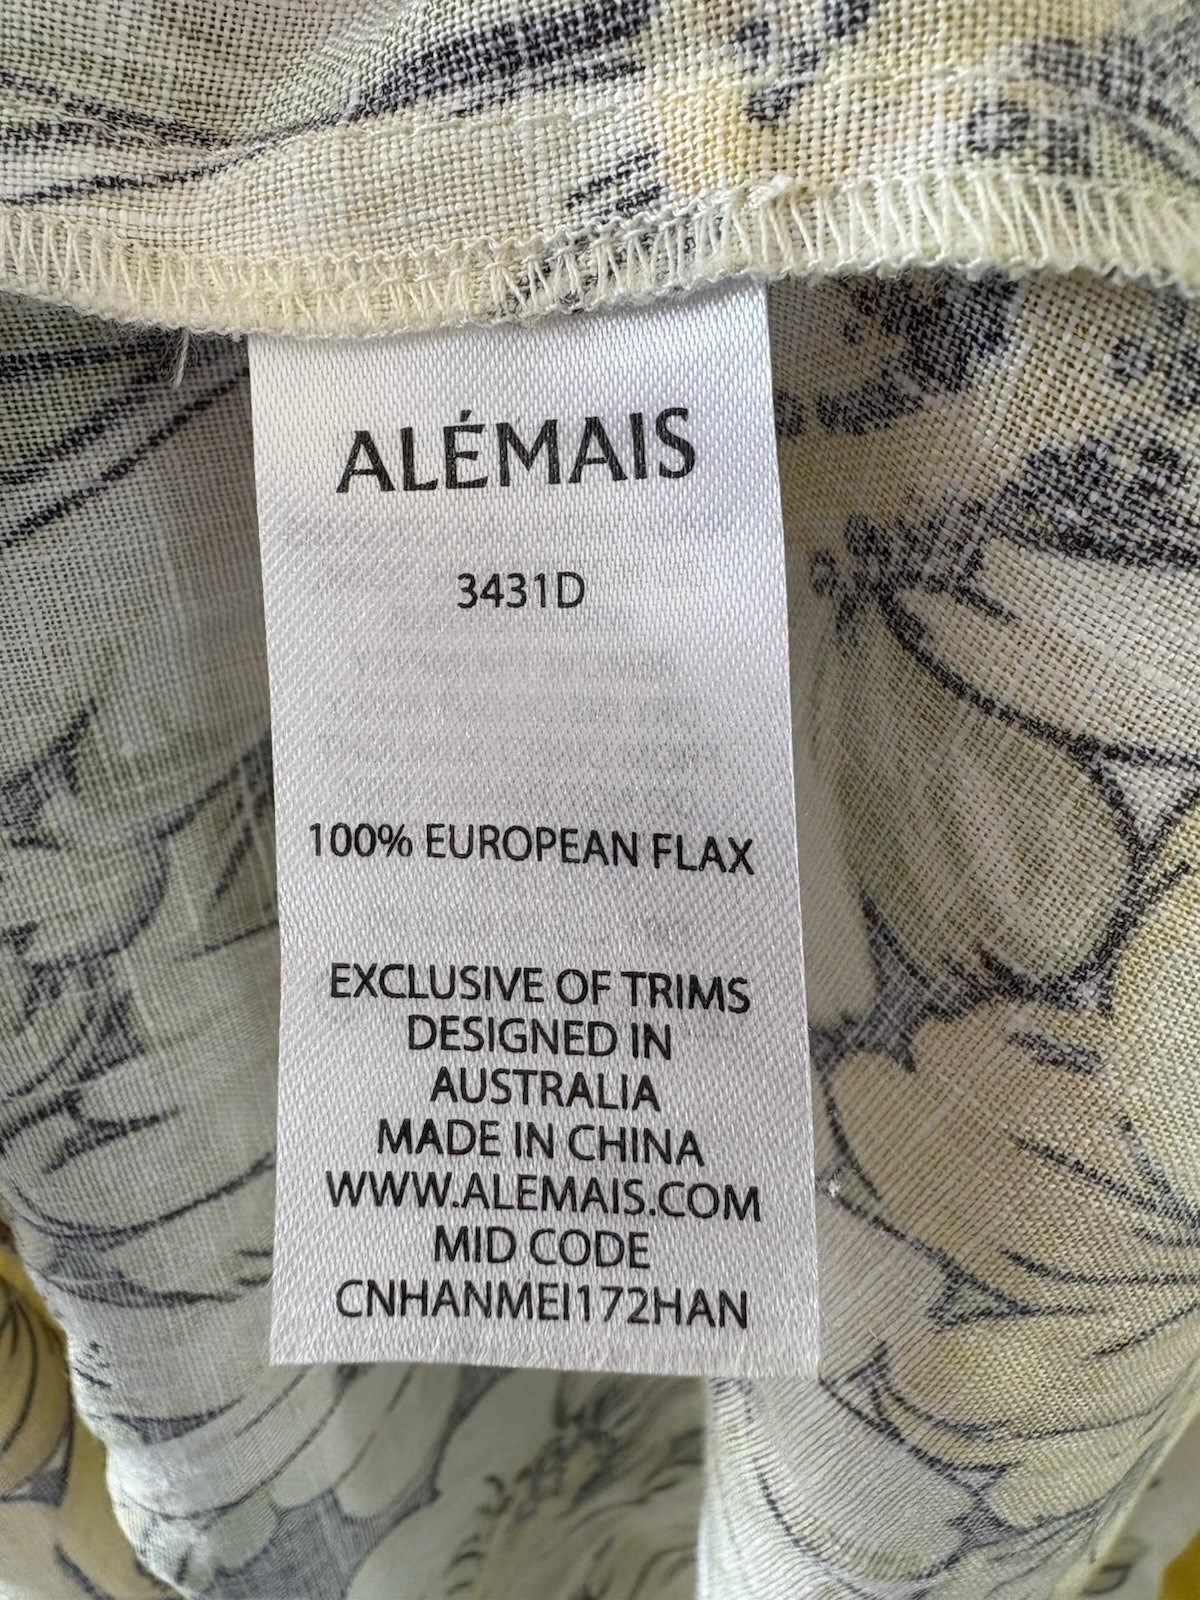 ALÉMAIS
3431D
100% EUROPEAN FLAX
EXCLUSIVE OF TRIMS
DESIGNED IN
AUSTRALIA
MADE IN CHINA
WWW.ALEMAIS.COM
MID CODE
CNHANMEI172HAN